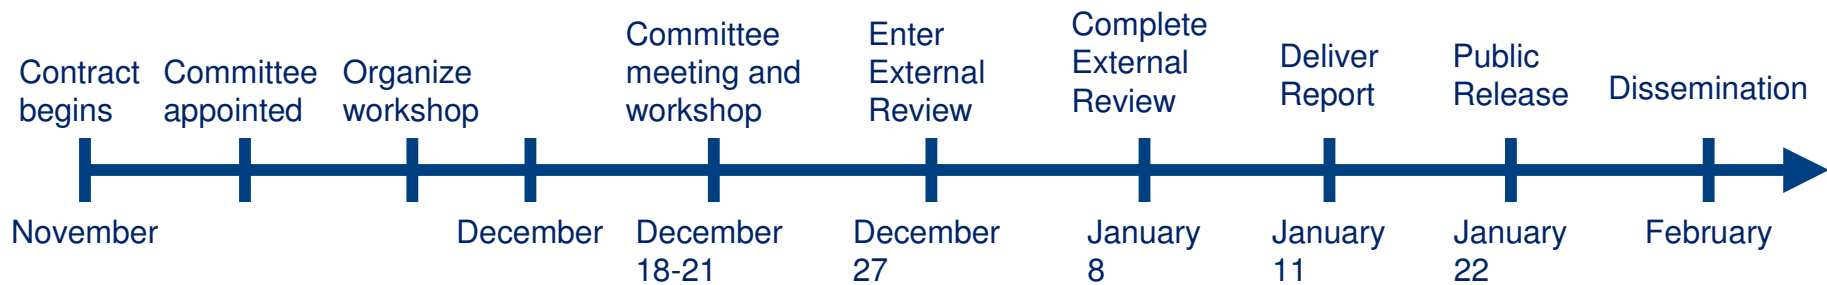 Contract
begins
Committee
appointed
Organize
workshop
Committee
meeting and
workshop
Enter
External
Review
Complete
External
Review
Deliver
Report
Public
Release
Dissemination
November
December
December
18-21
December
27
January
8
January
11
January
22
February